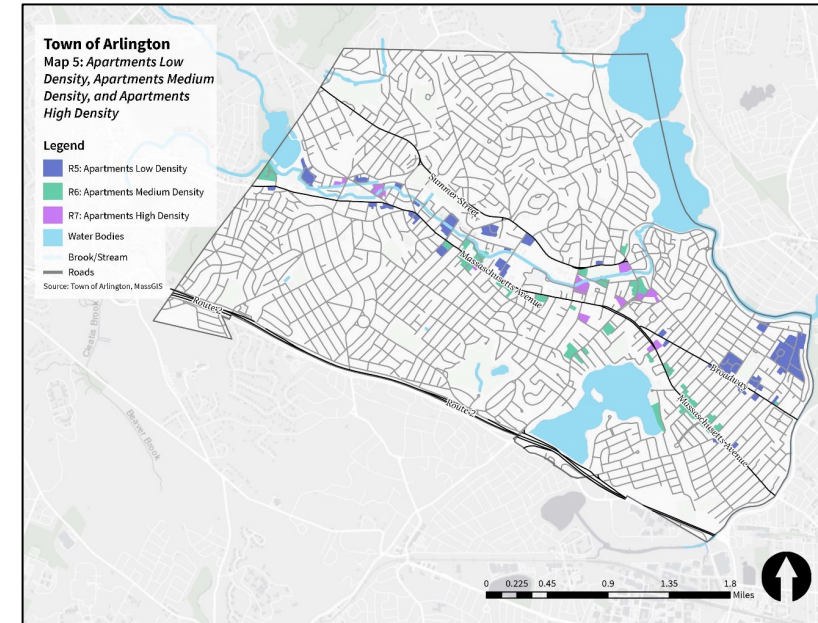 Town of Arlington
Map 5: Apartments Low
Density, Apartments Medium
Density, and Apartments
High Density
Legend
R5: Apartments Low Density
R6: Apartments Medium Density
R7: Apartments High Density
Water Bodies
Brook/Stream
Roads
Source: Town of Arlington, MassGIS
Summer Street
Massachusetts Avenue
Route 2
Broadway
Massachusetts Avenue
Route 2
Beaver Brook
0 0.225 0.45 0.9 1.35 1.8
Miles